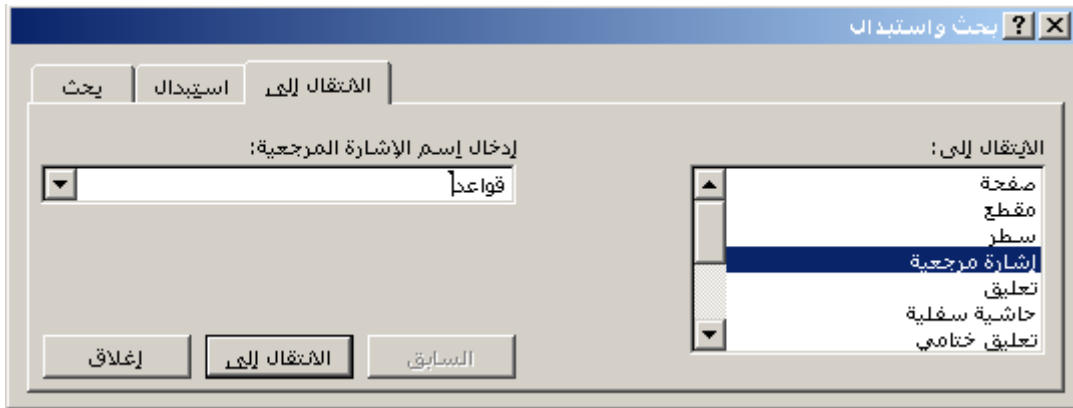 بحث واستبدال
بحث
استبدال
الانتقال إلى
الانتقال إلى:
صفحة
مقطع
سطر
إشارة مرجعية
تعليق
حاشية سفلية
تعليق ختامي
إدخال إسم الإشارة المرجعية:
قواعد
السابق
الانتقال إلى
إغلاق